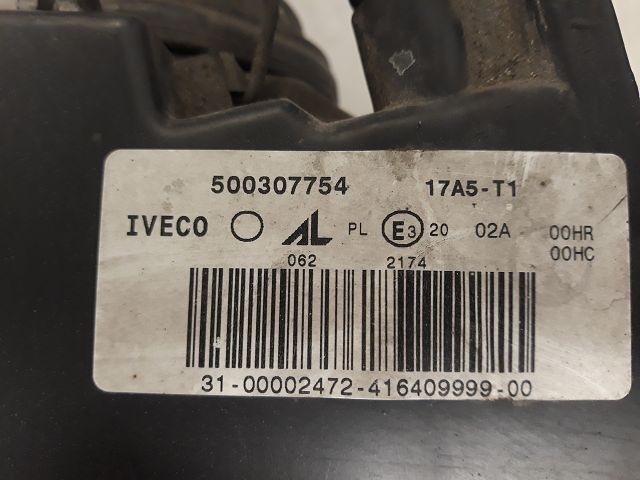 500307754 17A5-T1
IVECO AL PL E3 20 02A 00HR
00HC
062 2174
31-00002472-416409999-00